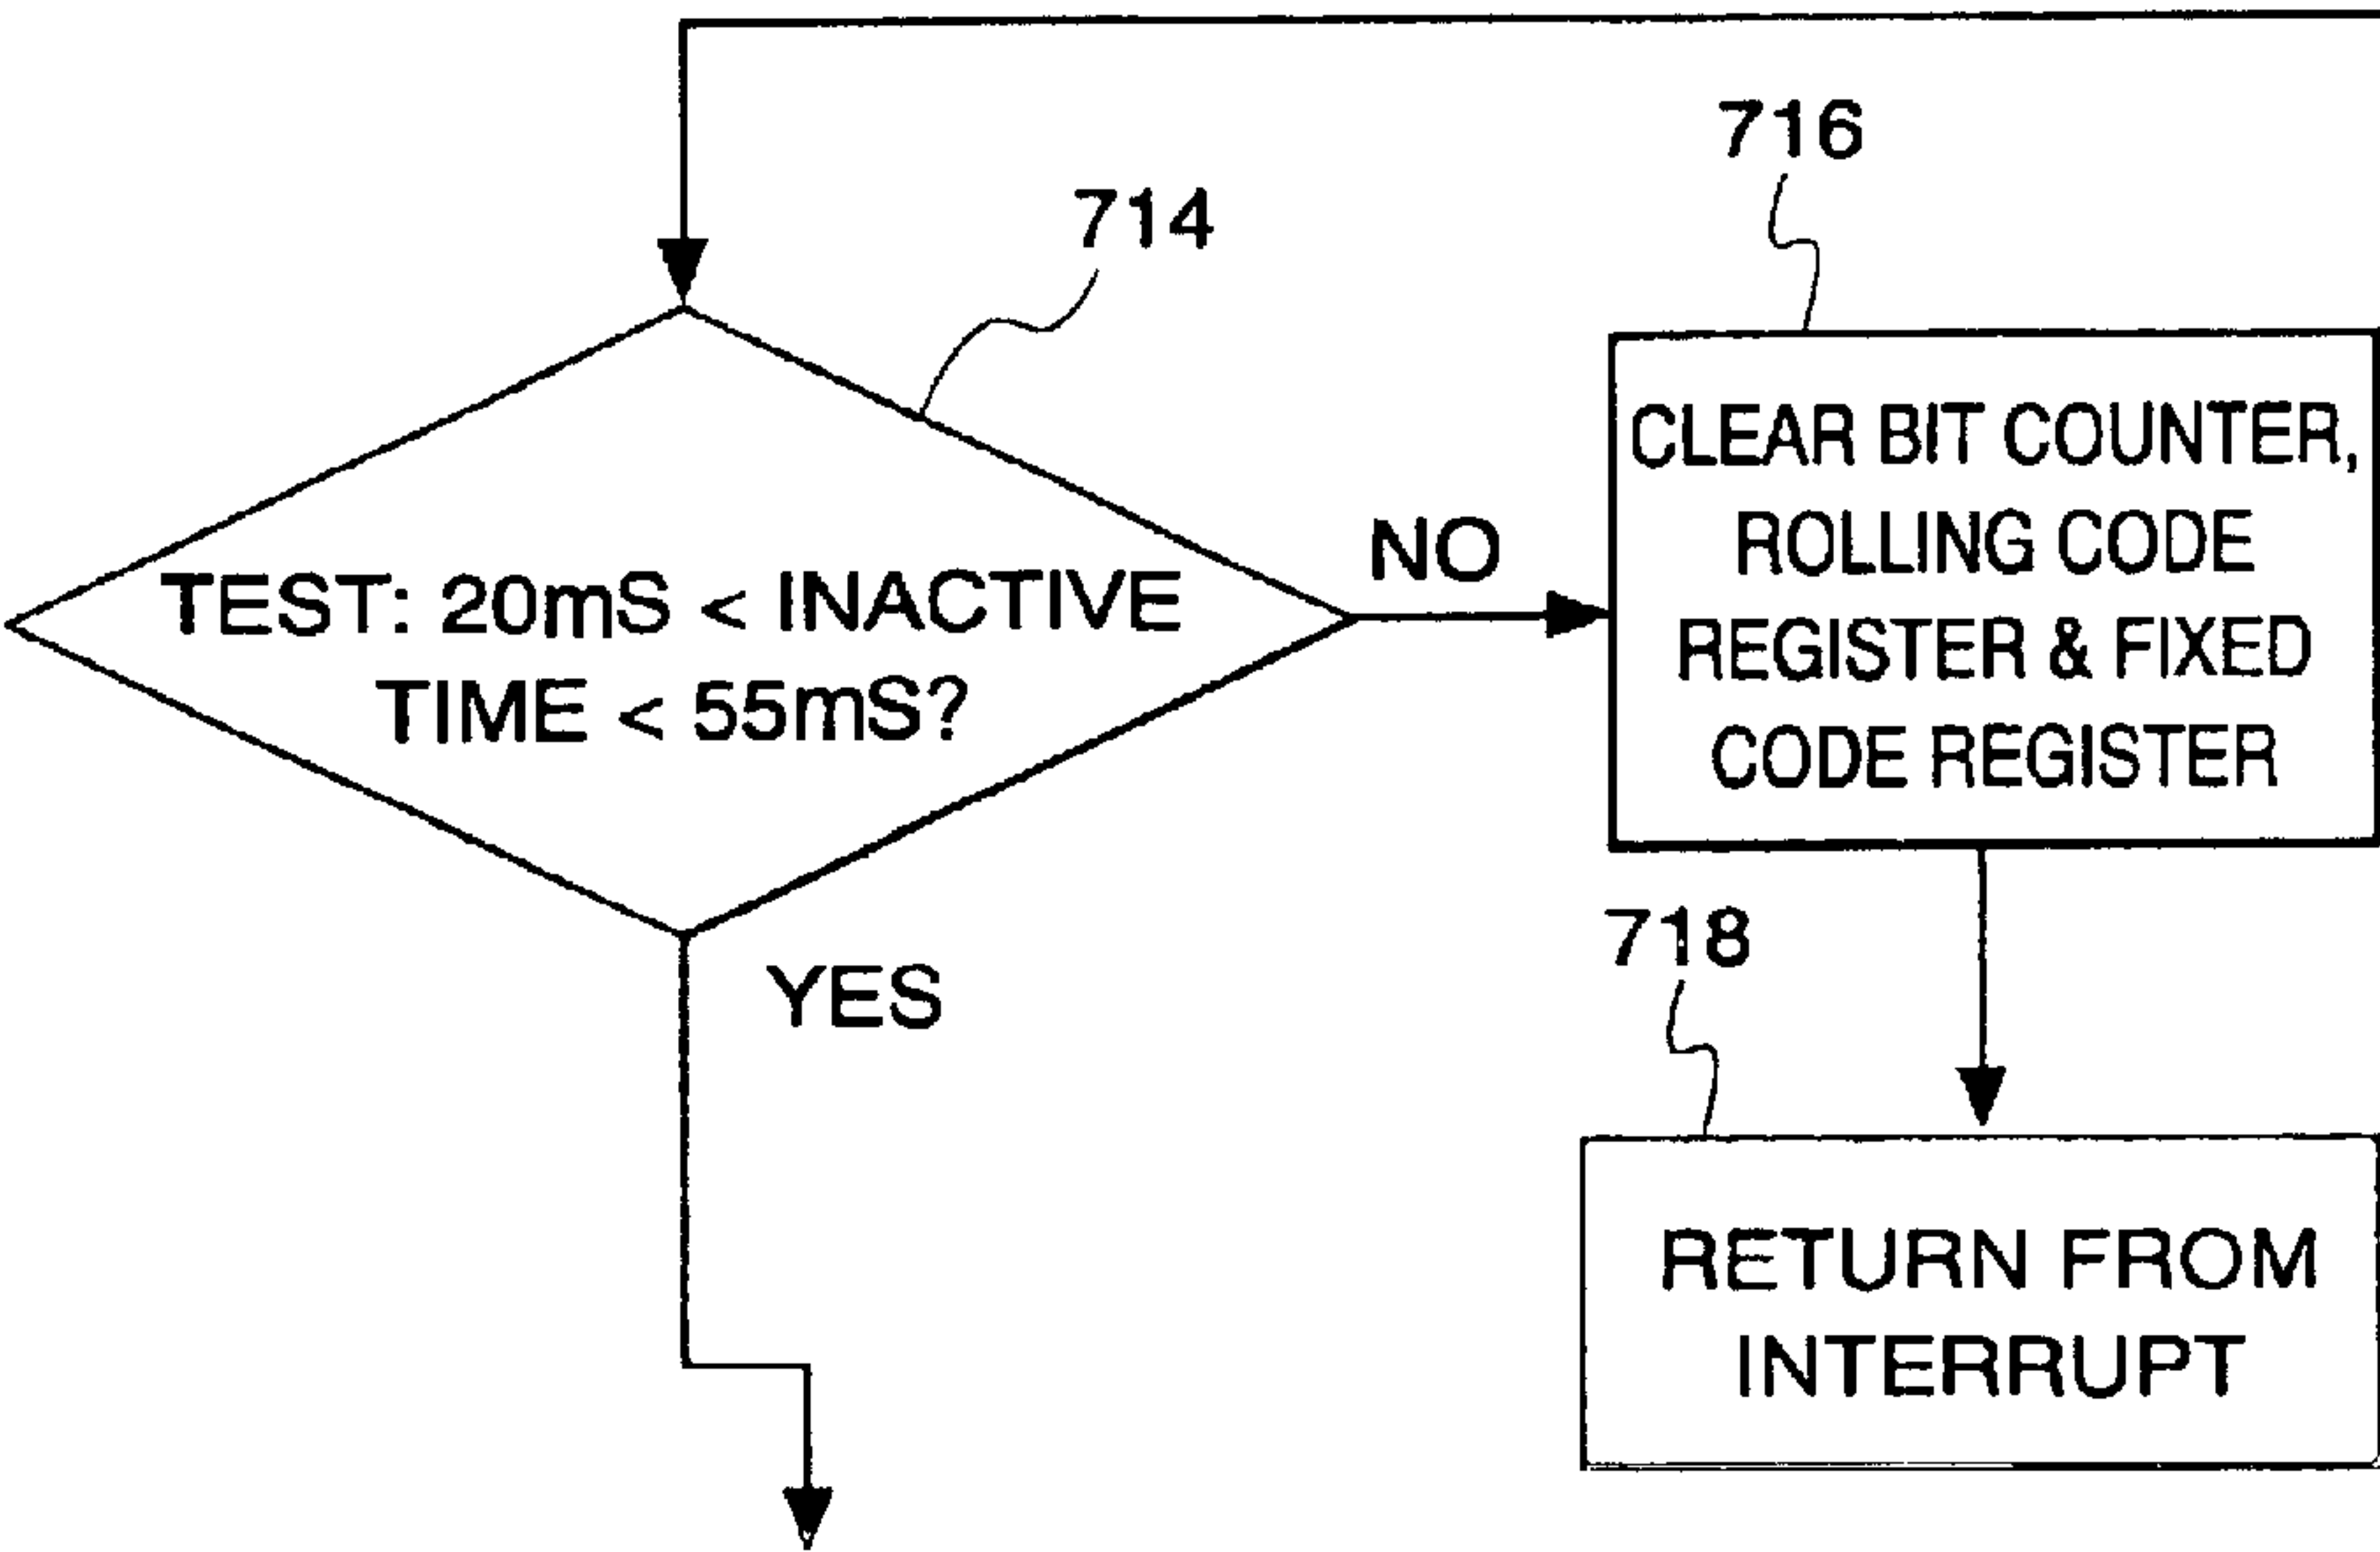 716
714
CLEAR BIT COUNTER,
ROLLING CODE
REGISTER & FIXED
CODE REGISTER
NO
TEST: 20mS < INACTIVE
TIME < 55mS?
YES
718
RETURN FROM
INTERRUPT